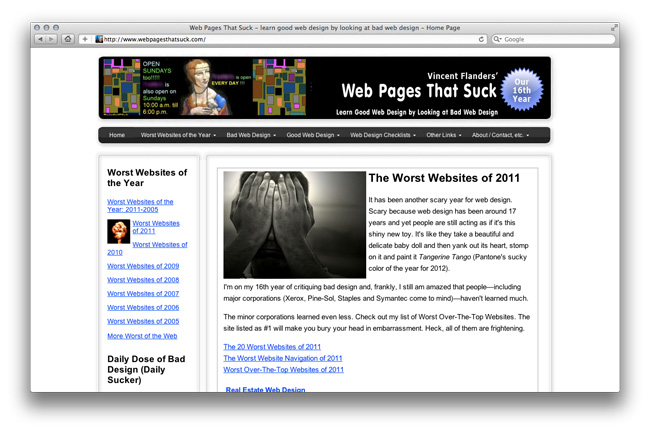 Web Pages That Suck - learn good web design by looking at bad web design - Home Page
http://www.webpagesthatsuck.com/
Google
OPEN
SUNDAYS
too!!!!!
is
also open on
Sundays
10:00 a.m. till
6:00 p.m.
is open
EVERY DAY !!!!
Vincent Flanders'
Web Pages That Suck
Learn Good Web Design by Looking at Bad Web Design
Our
16th
Year
Home
Worst Websites of the Year
Bad Web Design
Good Web Design
Web Design Checklists
Other Links
About / Contact, etc.
Worst Websites of
the Year
Worst Websites of the
Year: 2011-2005
Worst Websites
of 2011
Worst Websites of
2010
Worst Websites of 2009
Worst Websites of 2008
Worst Websites of 2007
Worst Websites of 2006
Worst Websites of 2005
More Worst of the Web
Daily Dose of Bad
Design (Daily
Sucker)
The Worst Websites of 2011
It has been another scary year for web design.
Scary because web design has been around 17
years and yet people are still acting as if it's this
shiny new toy. It's like they take a beautiful and
delicate baby doll and then yank out its heart, stomp
on it and paint it Tangerine Tango (Pantone's sucky
color of the year for 2012).
I'm on my 16th year of critiquing bad design and, frankly, I still am amazed that people—including
major corporations (Xerox, Pine-Sol, Staples and Symantec come to mind)—haven't learned much.
The minor corporations learned even less. Check out my list of Worst Over-The-Top Websites. The
site listed as #1 will make you bury your head in embarrassment. Heck, all of them are frightening.
The 20 Worst Websites of 2011
The Worst Website Navigation of 2011
Worst Over-The-Top Websites of 2011
Real Estate Web Design